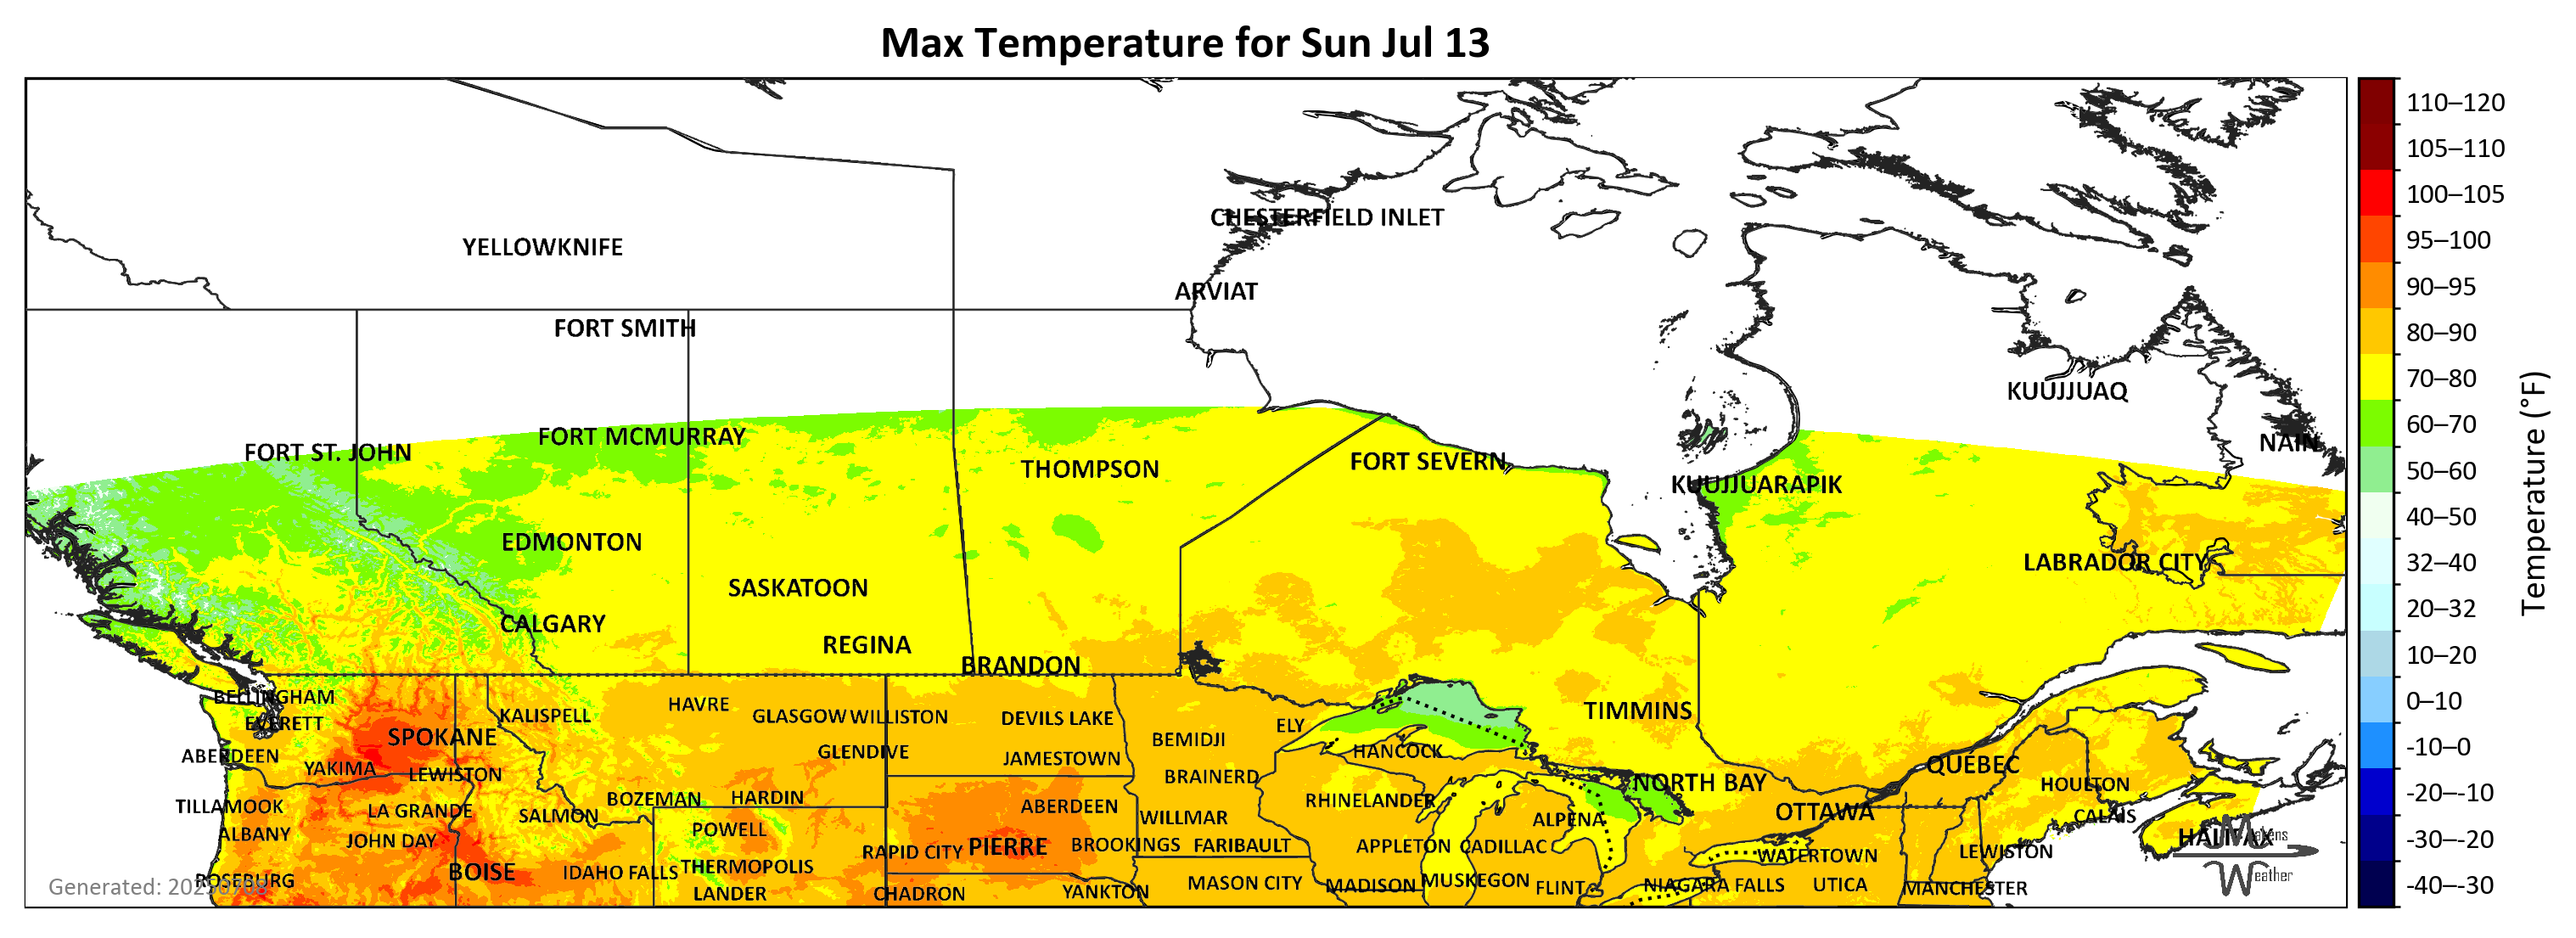 Max Temperature for Sun Jul 13
110–120
105–110
CHESTERFIELD INLET
100–105
YELLOWKNIFE
95–100
ARVIAT
90–95
FORT SMITH
80–90
KUUJJUAQ
70–80
FORT ST. JOHN
FORT MCMURRAY
60–70
NAIN
THOMPSON
FORT SEVERN
50–60
KUUJJUARAPIK
40–50
EDMONTON
LABRADOR CITY
32–40
SASKATOON
20–32
CALGARY
REGINA
BRANDON
10–20
Temperature (°F)
BELLINGHAM
HAVRE
0–10
EVERETT
KALISPELL
GLASGOW
WILLISTON
DEVILS LAKE
ELY
TIMMINS
SPOKANE
BEMIDJI
-10–0
ABERDEEN
GLENDIVE
JAMESTOWN
HANCOCK
YAKIMA
LEWISTON
BRAINERD
QUÉBEC
NORTH BAY
HOULTON
-20–-10
TILLAMOOK
LA GRANDE
SALMON
BOZEMAN
HARDIN
ABERDEEN
WILLMAR
RHINELANDER
ALPENA
OTTAWA
CALAIS
ALBANY
JOHN DAY
POWELL
RAPID CITY
PIERRE
BROOKINGS
FARIBAULT
APPLETON
CADILLAC
WATERTOWN
LEWISTON
HALIFAX
-30–-20
BOISE
IDAHO FALLS
THERMOPOLIS
ROSEBURG
LANDER
CHADRON
YANKTON
MASON CITY
MADISON
MUSKEGON
FLINT
NIAGARA FALLS
UTICA
MANCHESTER
Weather
-40–-30
Generated: